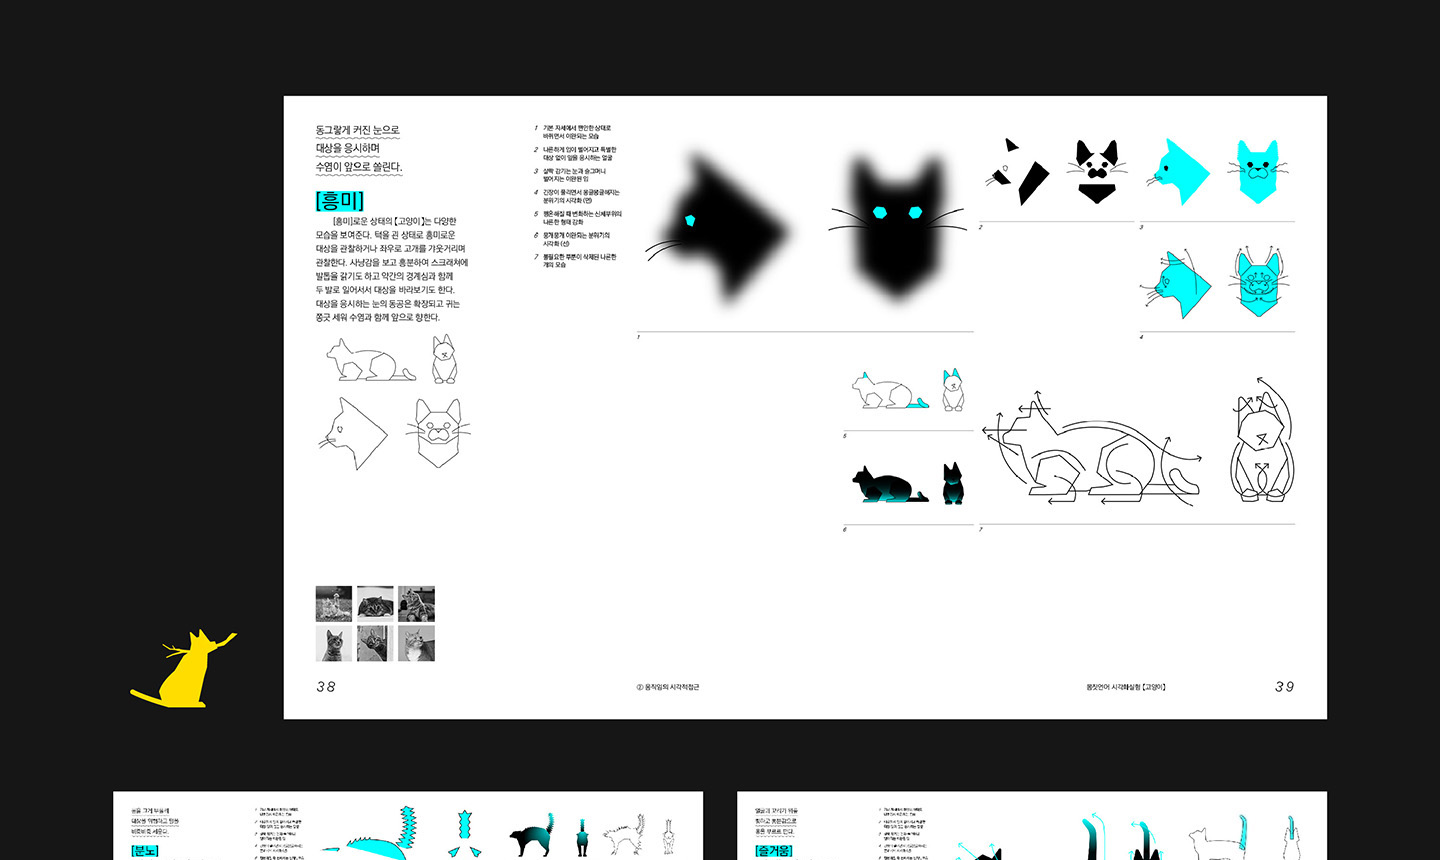 동그랗게 커진 눈으로
대상을 응시하며
수염이 앞으로 쏠린다.
[흥미]
[흥미]로운 상태의 【고양이】는 다양한
모습을 보여준다. 턱을 괸 상태로 흥미로운
대상을 관찰하거나 좌우로 고개를 갸웃거리며
관찰한다. 사냥감을 보고 흥분하여 스크래쳐에
발톱을 긁기도 하고 약간의 경계심과 함께
두 발로 일어서서 대상을 바라보기도 한다.
대상을 응시하는 눈의 동공은 확장되고 귀는
쫑긋 세워 수염과 함께 앞으로 향한다.
1 기본 자세에서 편안한 상태로
바뀌면서 이완되는 모습
2 나른하게 입이 벌어지고 특별한
대상 없이 앞을 응시하는 얼굴
3 살짝 감기는 눈과 슬그머니
벌어지는 이완된 입
4 긴장이 풀리면서 몽글몽글해지는
분위기의 시각화 (면)
5 평온해질 때 변화하는 신체부위의
나른한 형태 강화
6 뭉게뭉게 이완되는 분위기의
시각화 (선)
7 불필요한 부분이 삭제된 나른한
개의 모습
1
2
3
4
5
6
7
38
② 움직임의 시각적접근
몸짓언어 시각화실험 【고양이】
39
[분노]
[즐거움]